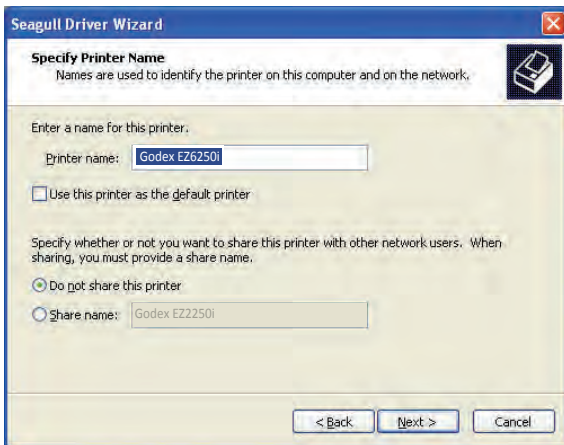 Seagull Driver Wizard
Specify Printer Name
Names are used to identify the printer on this computer and on the network.
Enter a name for this printer.
Printer name: Godex EZ6250i
Use this printer as the default printer
Specify whether or not you want to share this printer with other network users. When
sharing, you must provide a share name.
Do not share this printer
Share name: Godex EZ2250i
< Back Next > Cancel